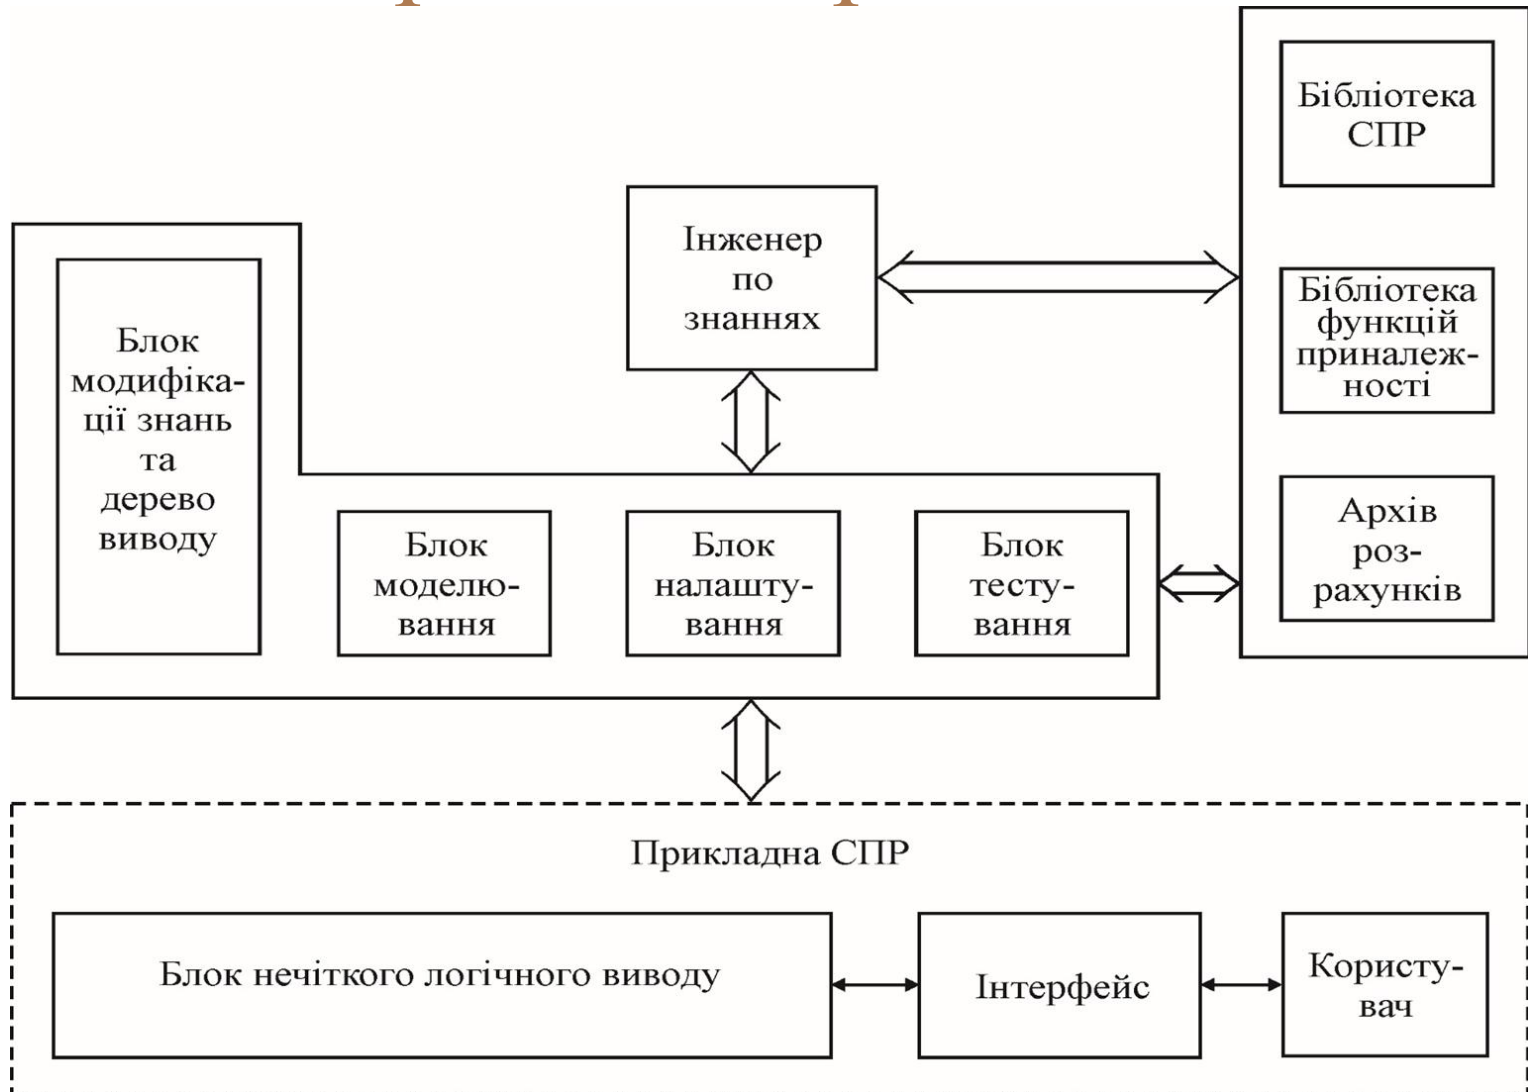 Бібліотека
СПР
Інженер
по
знаннях
Бібліотека
функцій
приналеж-
ності
Блок
модифіка-
ції знань
та
дерево
виводу
Архів
роз-
рахунків
Блок
моделю-
вання
Блок
налашту-
вання
Блок
тесту-
вання
Прикладна СПР
Блок нечіткого логічного виводу
Інтерфейс
Користу-
вач